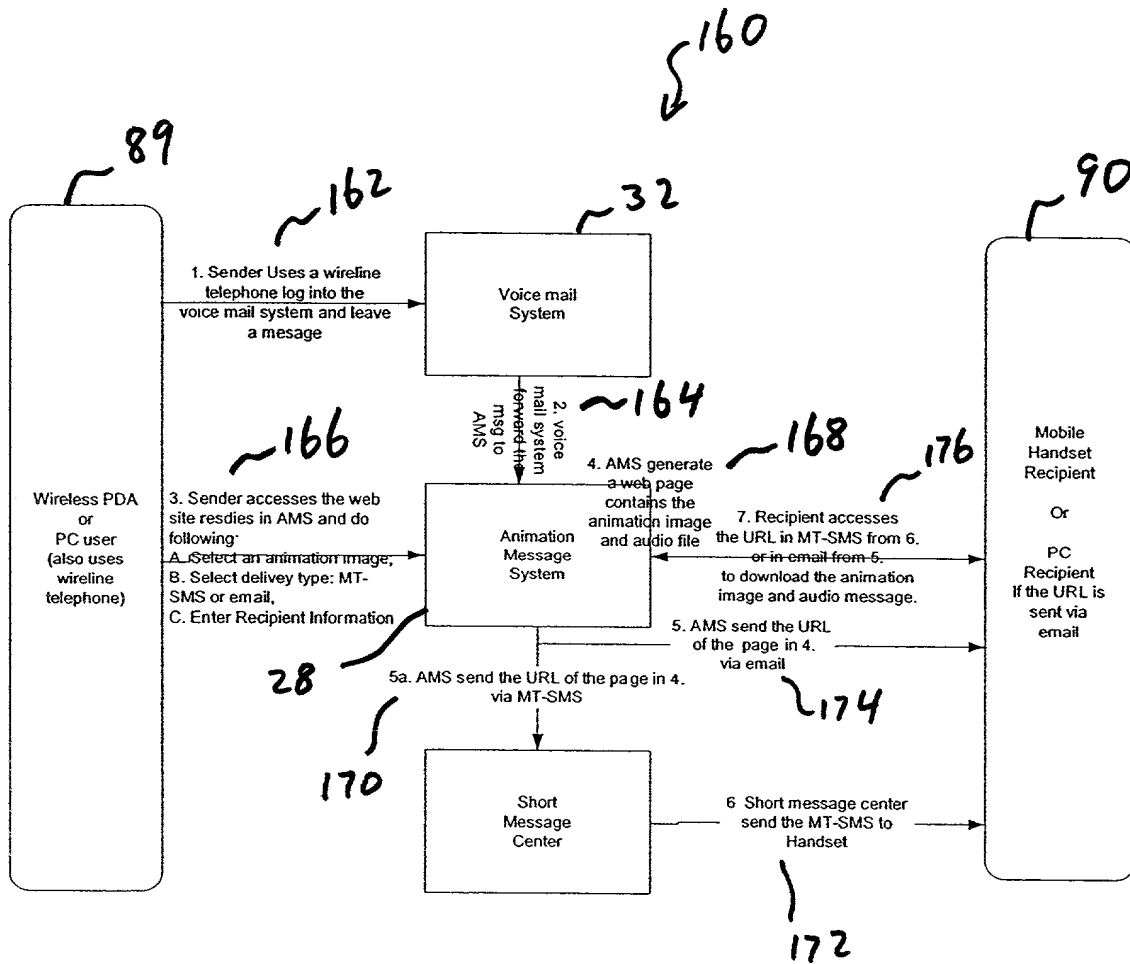 160
89
162
32
90
1. Sender Uses a wireline
telephone log into the
voice mail system and leave
a mesage
Voice mail
System
2. voice
mail system
forward the
msg to
AMS
164
166
168
176
3. Sender accesses the web
site resdies in AMS and do
following:
A. Select an animation image,
B. Select delivey type: MT-
SMS or email,
C. Enter Recipient Information
Wireless PDA
or
PC user
(also uses
wireline
telephone)
4. AMS generate
a web page
contains the
animation image
and audio file
Animation
Message
System
7. Recipient accesses
the URL in MT-SMS from 6.
or in email from 5.
to download the animation
image and audio message.
Mobile
Handset
Recipient
Or
PC
Recipient
If the URL is
sent via
email
28
5. AMS send the URL
of the page in 4.
via email
174
5a. AMS send the URL of the page in 4.
via MT-SMS
170
Short
Message
Center
6 Short message center
send the MT-SMS to
Handset
172